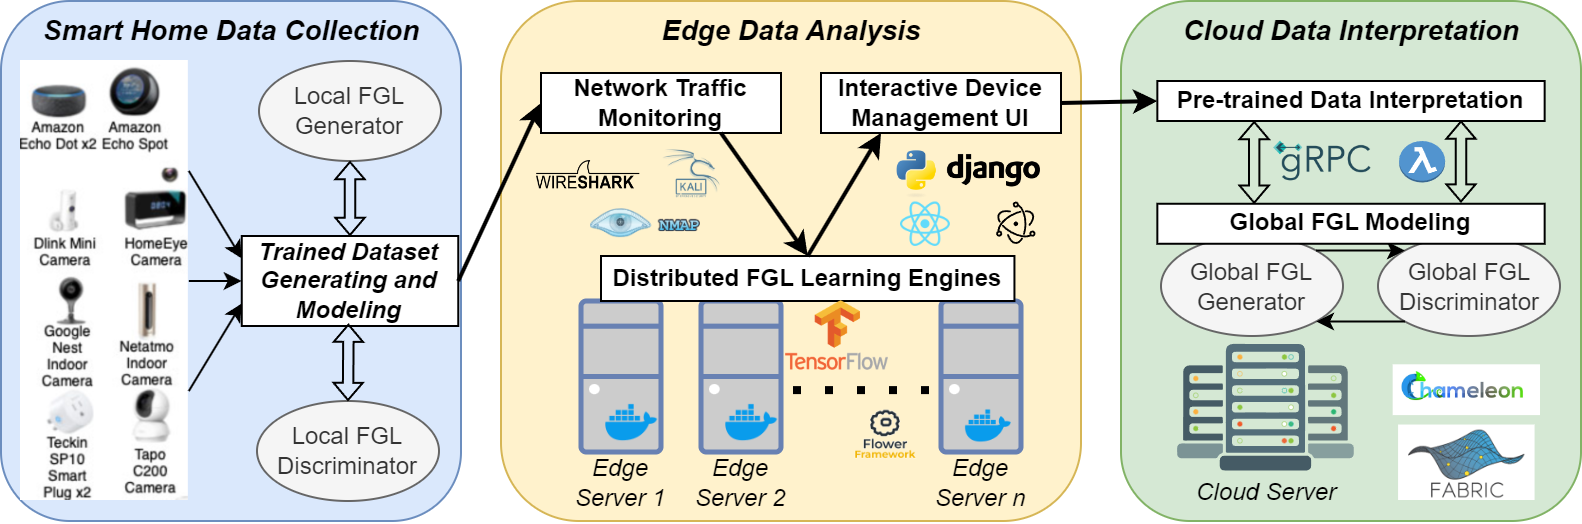 Smart Home Data Collection
Amazon
Echo Dot x2
Amazon
Echo Spot
Dlink Mini
Camera
HomeEye
Camera
Google
Nest
Indoor
Camera
Netatmo
Indoor
Camera
Teckin
SP10
Smart
Plug x2
Tapo
C200
Camera
Local FGL
Generator
Trained Dataset
Generating and
Modeling
Local FGL
Discriminator
Edge Data Analysis
Network Traffic
Monitoring
Interactive Device
Management UI
WIRESHARK
KALI
NMAP
django
Distributed FGL Learning Engines
TensorFlow
Flower
Framework
Edge
Server 1
Edge
Server 2
Edge
Server n
Cloud Data Interpretation
Pre-trained Data Interpretation
gRPC
λ
Global FGL Modeling
Global FGL
Generator
Global FGL
Discriminator
Cloud Server
Chameleon
FABRIC